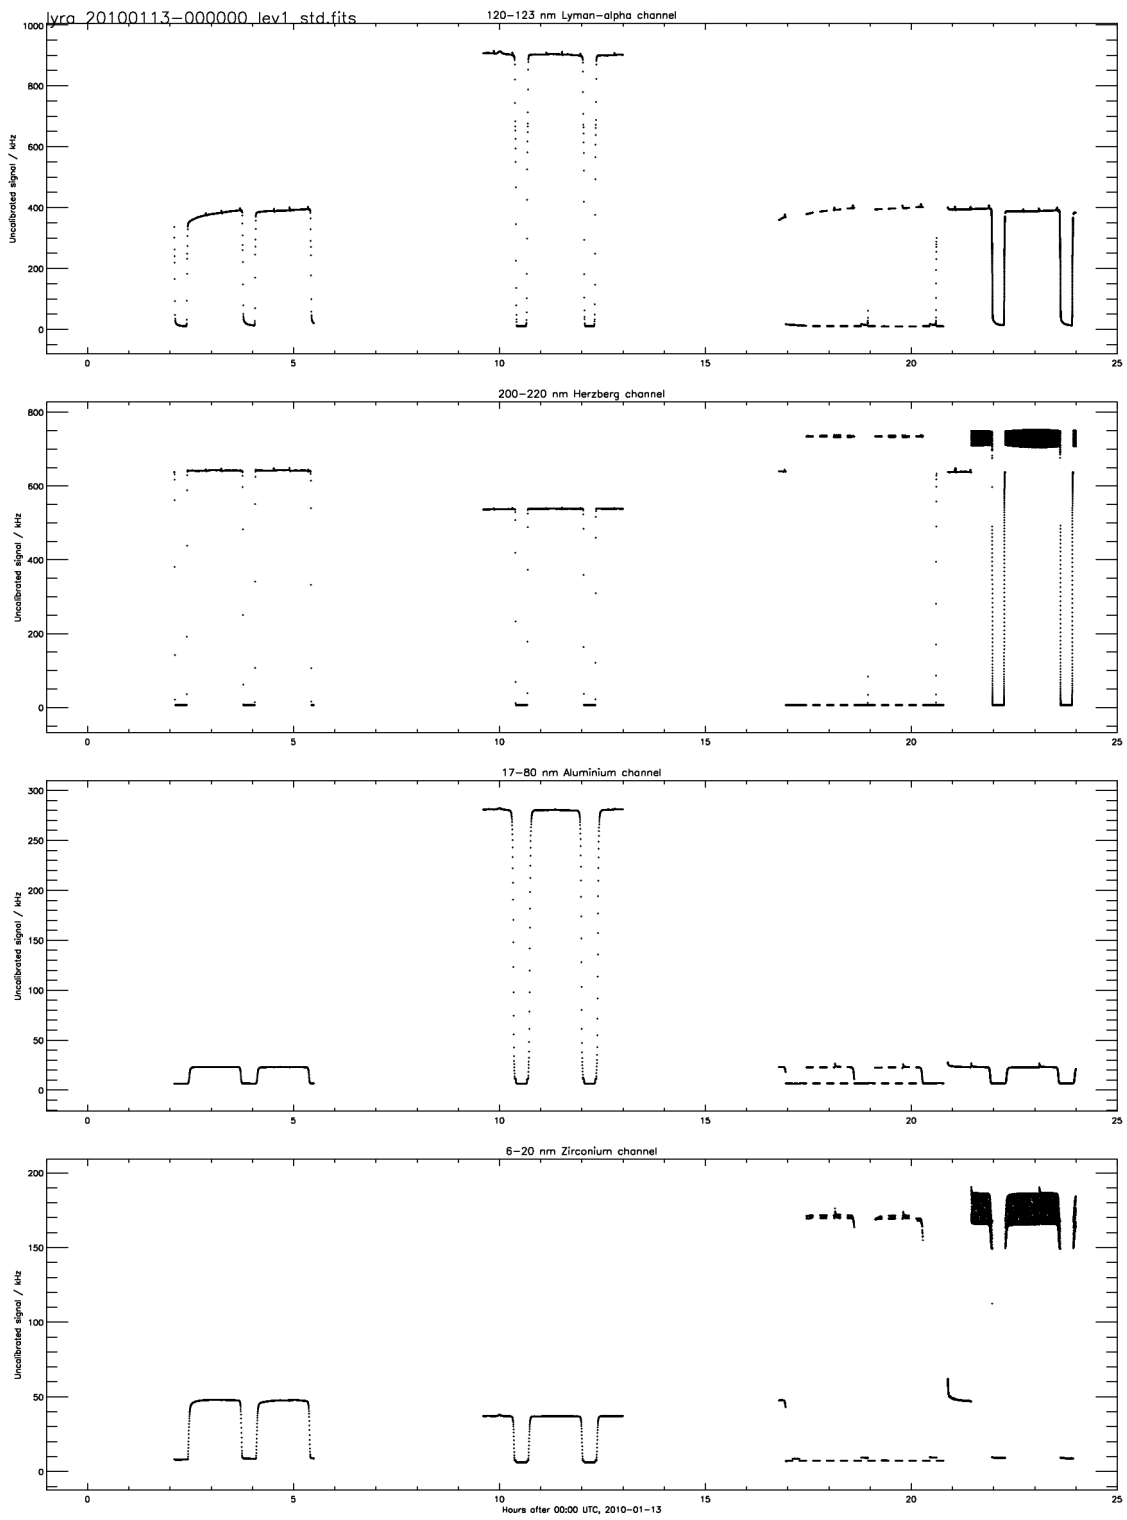 lyra_20100113-000000_lev1_std.fits
120-123 nm Lyman-alpha channel
1000
800
600
400
200
0
Uncalibrated signal / kHz
0 5 10 15 20 25
200-220 nm Herzberg channel
800
600
400
200
0
Uncalibrated signal / kHz
0 5 10 15 20 25
17-80 nm Aluminium channel
300
250
200
150
100
50
0
Uncalibrated signal / kHz
0 5 10 15 20 25
6-20 nm Zirconium channel
200
150
100
50
0
Uncalibrated signal / kHz
0 5 10 15 20 25
Hours after 00:00 UTC, 2010-01-13